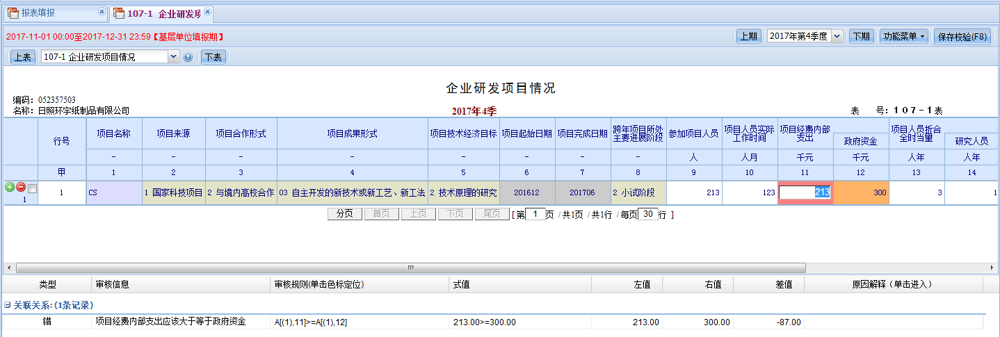 报表填报 107-1 企业研发项
2017-11-01 00:00至2017-12-31 23:59【基层单位填报期】 上期 2017年第4季度 下期 功能菜单 保存校验(F8)
上表 107-1 企业研发项目情况 下表
企业研发项目情况
编码：052357503
名称：日照环宇纸制品有限公司 2017年4季 表 号：１０７－１表
行号 项目名称 项目来源 项目合作形式 项目成果形式 项目技术经济目标 项目起始日期 项目完成日期 跨年项目所处主要进展阶段 参加项目人员 项目人员实际工作时间 项目经费内部支出 政府资金 项目人员折合全时当量 研究人员
- - - - - - - - 人 人月 千元 千元 人年 人年
甲 1 2 3 4 5 6 7 8 9 10 11 12 13 14
1 1 CS 1 国家科技项目 2 与境内高校合作 03 自主开发的新技术或新工艺、新工法 2 技术原理的研究 201612 201706 2 小试阶段 213 123 213 300 3 1
分页 首页 上页 下页 尾页 [ 第 1 页 / 共1页 / 共1行 / 每页 30 行 ]
类型 审核信息 审核规则(单击色标定位) 式值 左值 右值 差值 原因解释（单击进入）
关联关系: (1条记录)
错 项目经费内部支出应该大于等于政府资金 A[(1),11]>=A[(1),12] 213.00>=300.00 213.00 300.00 -87.00